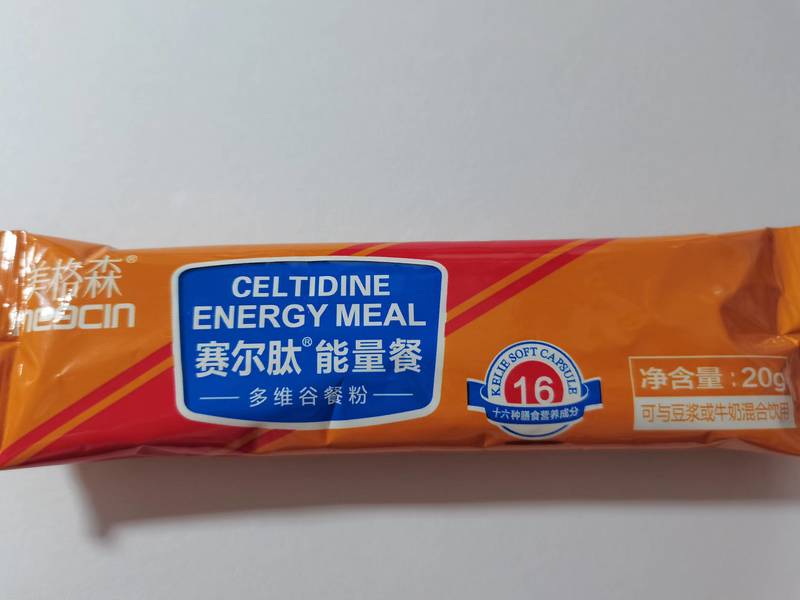 美格森®
CELTIDINE
ENERGY MEAL
赛尔肽®能量餐
多维谷餐粉
KELIE SOFT CAPSULE
16
十六种膳食营养成分
净含量:20g
可与豆浆或牛奶混合饮用